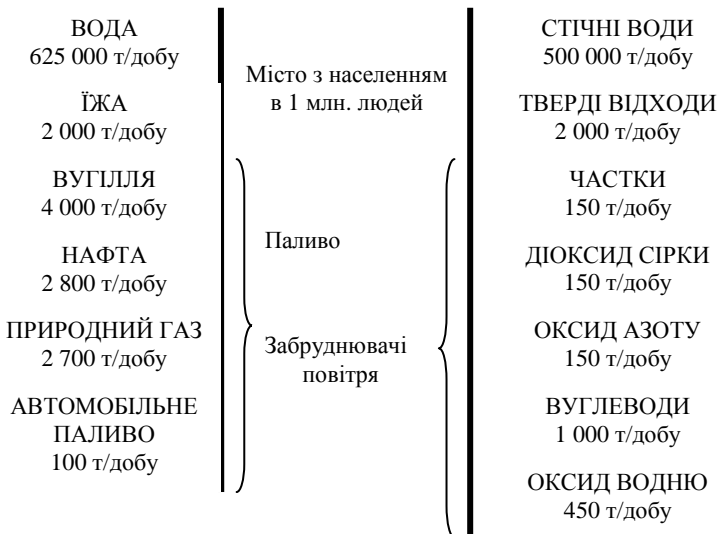 ВОДА
625 000 т/добу
ЇЖА
2 000 т/добу
ВУГІЛЛЯ
4 000 т/добу
НАФТА
2 800 т/добу
ПРИРОДНИЙ ГАЗ
2 700 т/добу
АВТОМОБІЛЬНЕ
ПАЛИВО
100 т/добу
Місто з населенням
в 1 млн. людей
Паливо
Забруднювачі
повітря
СТІЧНІ ВОДИ
500 000 т/добу
ТВЕРДІ ВІДХОДИ
2 000 т/добу
ЧАСТКИ
150 т/добу
ДІОКСИД СІРКИ
150 т/добу
ОКСИД АЗОТУ
150 т/добу
ВУГЛЕВОДИ
1 000 т/добу
ОКСИД ВОДНЮ
450 т/добу